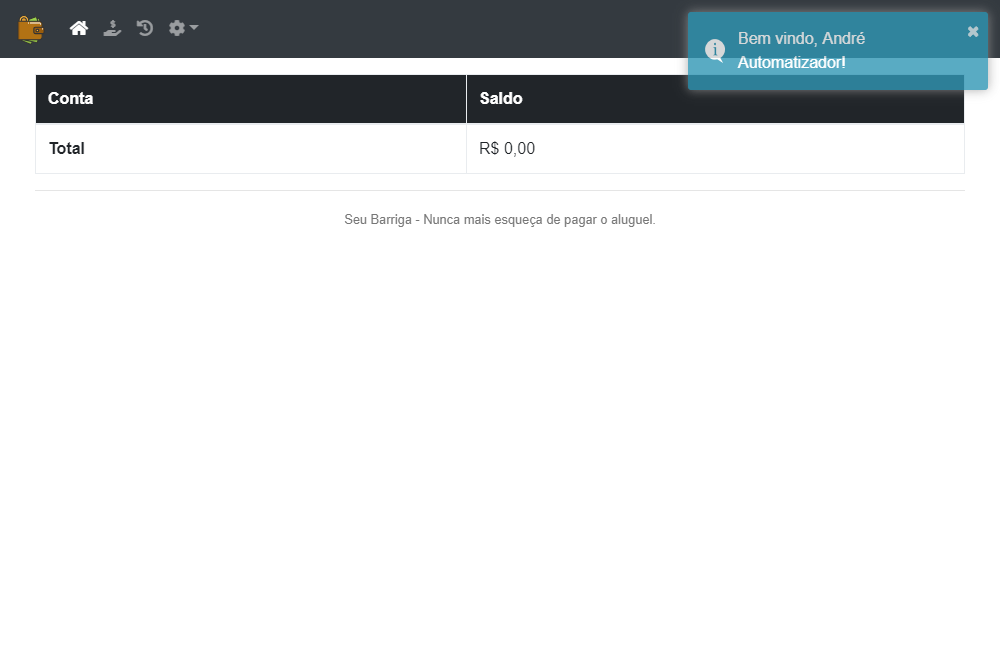 Bem vindo, André
Automatizador!
Conta Saldo
Total R$ 0,00
Seu Barriga - Nunca mais esqueça de pagar o aluguel.